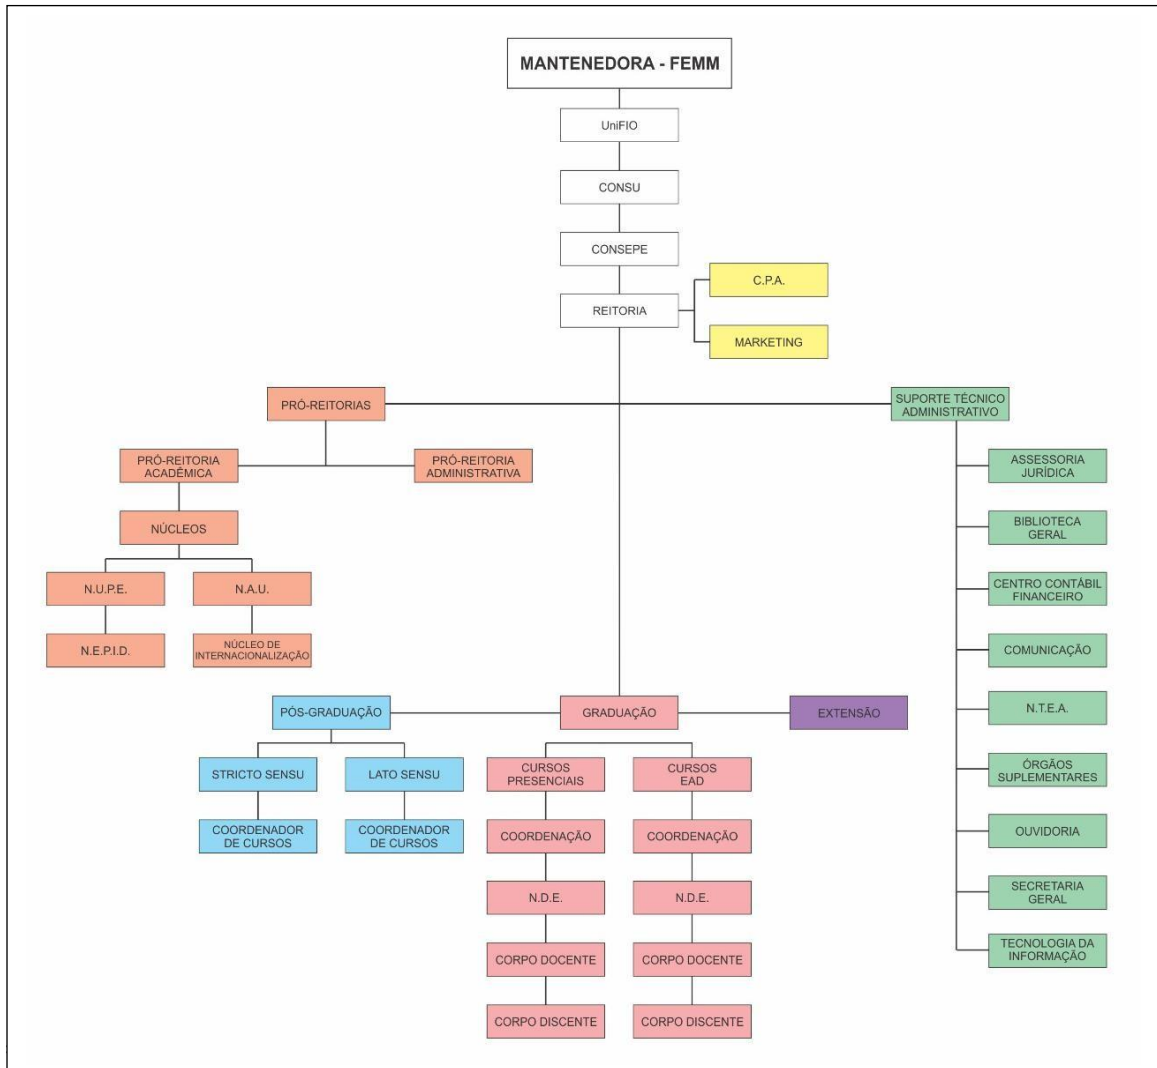 MANTENEDORA - FEMM
UniFIO
CONSU
CONSEPE
REITORIA
C.P.A.
MARKETING
PRÓ-REITORIAS
SUPORTE TÉCNICO
ADMINISTRATIVO
PRÓ-REITORIA
ACADÊMICA
PRÓ-REITORIA
ADMINISTRATIVA
NÚCLEOS
N.U.P.E.
N.A.U.
N.E.P.I.D.
NÚCLEO DE
INTERNACIONALIZAÇÃO
ASSESSORIA
JURÍDICA
BIBLIOTECA
GERAL
CENTRO CONTÁBIL
FINANCEIRO
COMUNICAÇÃO
N.T.E.A.
ÓRGÃOS
SUPLEMENTARES
OUVIDORIA
SECRETARIA
GERAL
TECNOLOGIA DA
INFORMAÇÃO
PÓS-GRADUAÇÃO
GRADUAÇÃO
EXTENSÃO
STRICTO SENSU
LATO SENSU
COORDENADOR
DE CURSOS
COORDENADOR
DE CURSOS
CURSOS
PRESENCIAIS
CURSOS
EAD
COORDENAÇÃO
COORDENAÇÃO
N.D.E.
N.D.E.
CORPO DOCENTE
CORPO DOCENTE
CORPO DISCENTE
CORPO DISCENTE